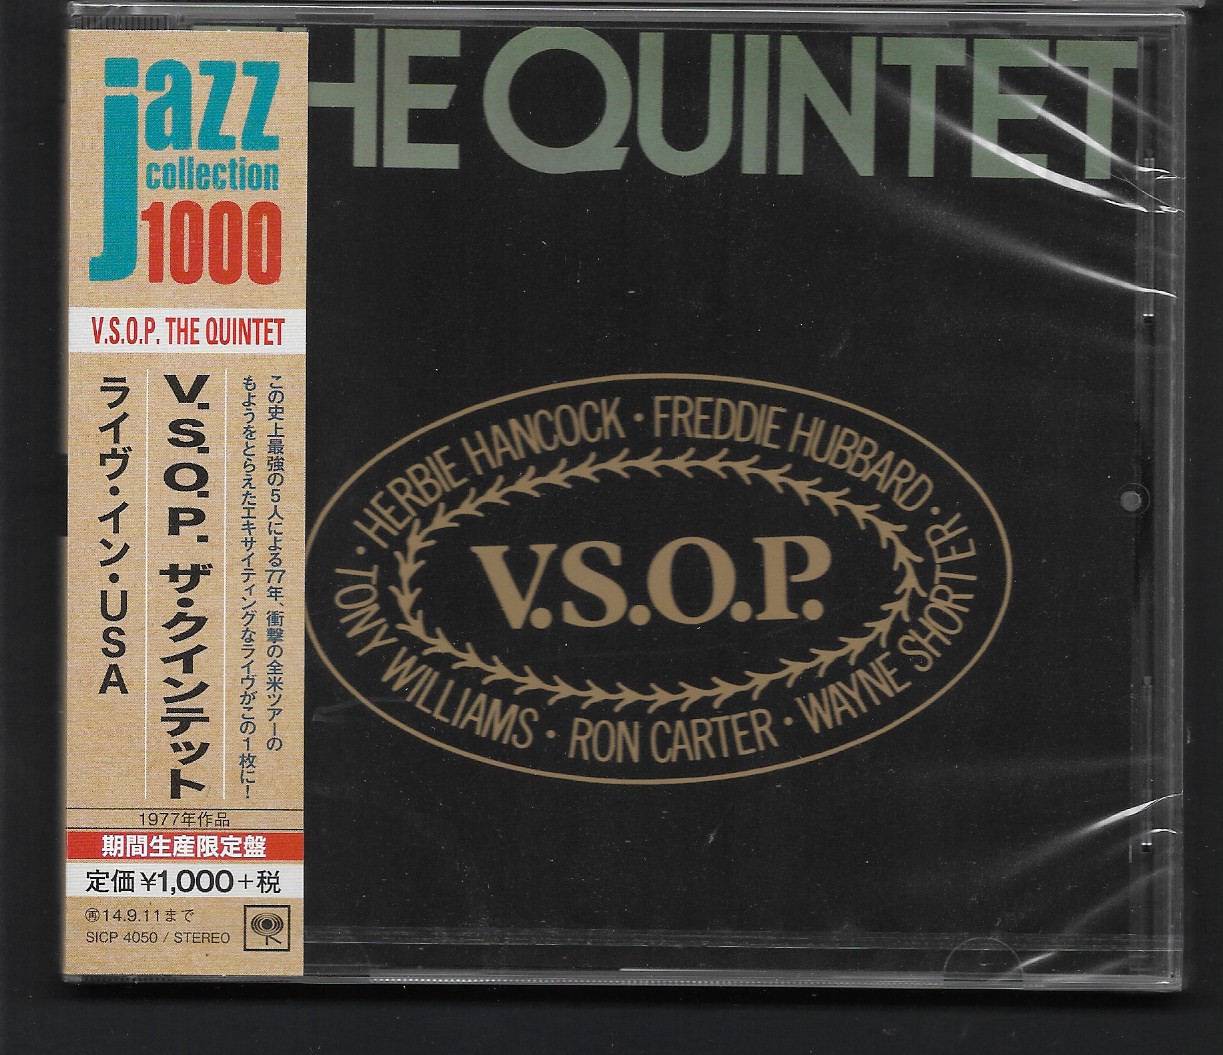 jazz
collection
1000
V.S.O.P. THE QUINTET
この史上最強の5人による77年、衝撃の全米ツアーの
もようをとらえたエキサイティングなライヴがこの1枚に!
V.S.O.P. ザ・クインテット
ライヴ・イン・USA
1977年作品
期間生産限定盤
定価¥1,000+税
㊞14.9.11まで
SICP 4050 / STEREO
HE QUINTET
HERBIE HANCOCK · FREDDIE HUBBARD ·
WAYNE SHORTER · RON CARTER · TONY WILLIAMS ·
V.S.O.P.